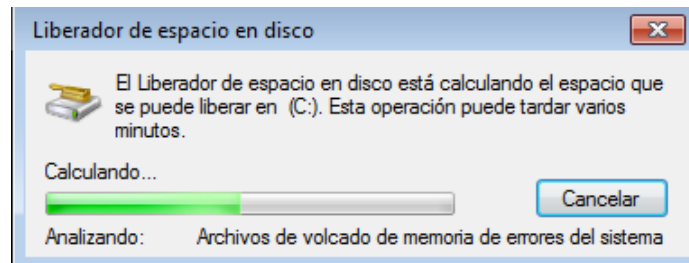 Liberador de espacio en disco
El Liberador de espacio en disco está calculando el espacio que
se puede liberar en (C:). Esta operación puede tardar varios
minutos.
Calculando...
Cancelar
Analizando: Archivos de volcado de memoria de errores del sistema